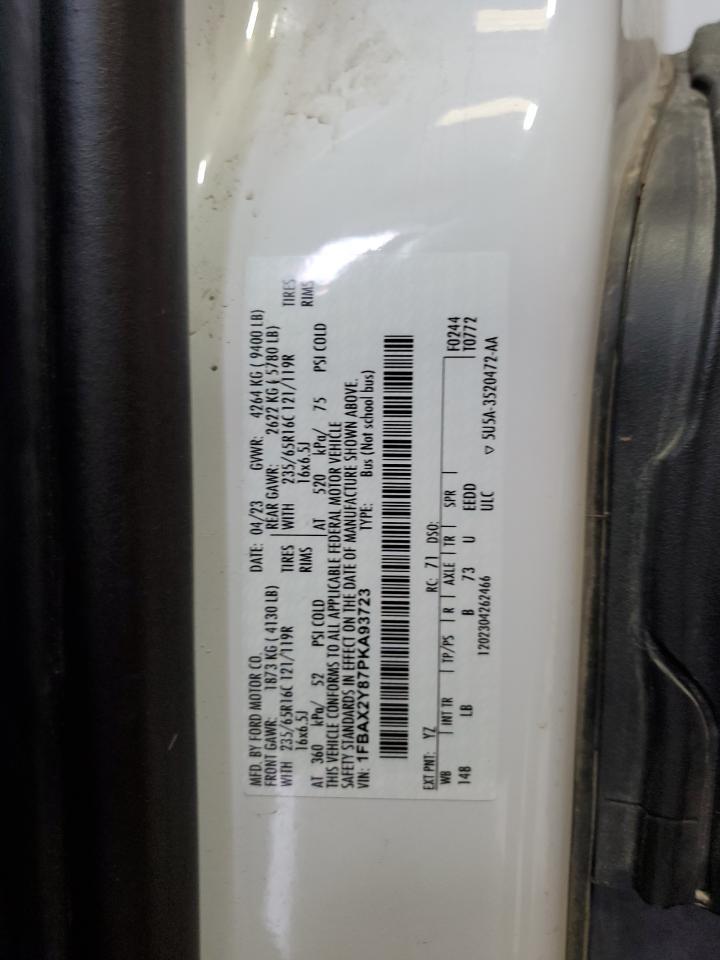 MFD. BY FORD MOTOR CO. DATE: 04/23 GVWR: 4264 KG ( 9400 LB)
FRONT GAWR: 1873 KG ( 4130 LB) REAR GAWR: 2622 KG ( 5780 LB)
WITH 235/65R16C 121/119R TIRES WITH 235/65R16C 121/119R TIRES
16x6.5J RIMS 16x6.5J RIMS
AT 360 kPa/ 52 PSI COLD AT 520 kPa/ 75 PSI COLD
THIS VEHICLE CONFORMS TO ALL APPLICABLE FEDERAL MOTOR VEHICLE
SAFETY STANDARDS IN EFFECT ON THE DATE OF MANUFACTURE SHOWN ABOVE.
VIN: 1FBAX2Y87PKA93723 TYPE: Bus (Not school bus)
EXT PNT: YZ RC: 71 DSO: F0244
WB INT TR TP/PS R AXLE TR SPR T0772
148 LB B 73 U EEDD
1202304262466 ULC ▽ 5U5A-3520472-AA